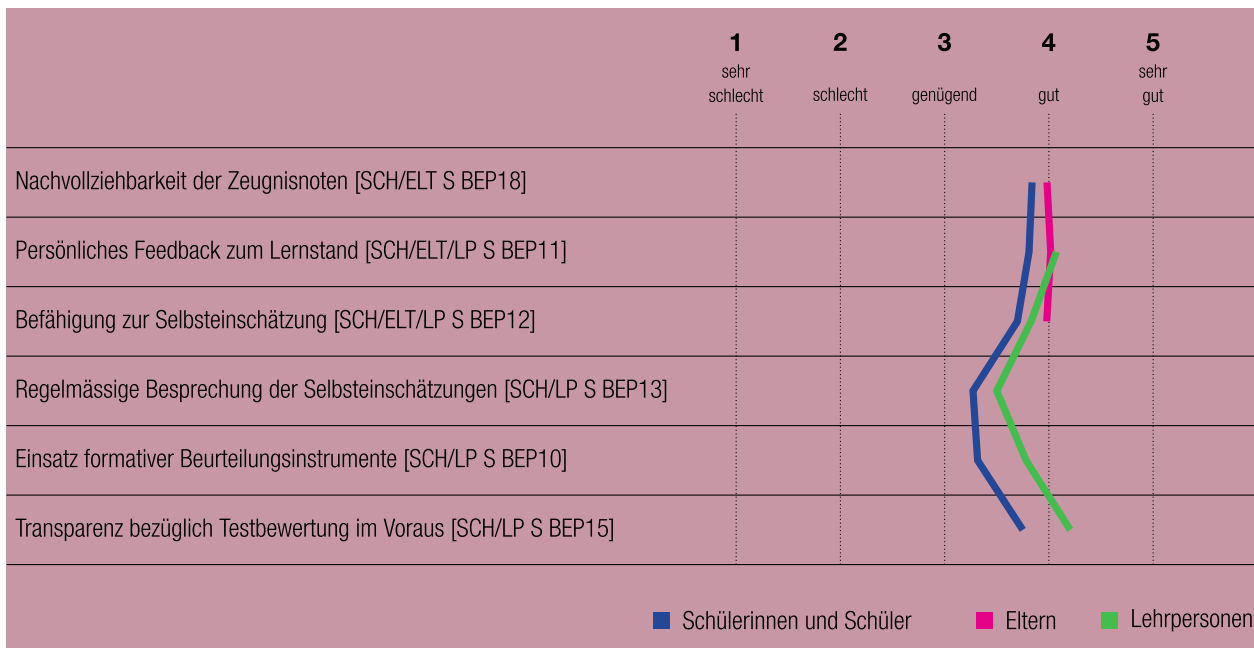 1 2 3 4 5
sehr schlecht schlecht genügend gut sehr gut
Nachvollziehbarkeit der Zeugnisnoten [SCH/ELT S BEP18]
Persönliches Feedback zum Lernstand [SCH/ELT/LP S BEP11]
Befähigung zur Selbsteinschätzung [SCH/ELT/LP S BEP12]
Regelmässige Besprechung der Selbsteinschätzungen [SCH/LP S BEP13]
Einsatz formativer Beurteilungsinstrumente [SCH/LP S BEP10]
Transparenz bezüglich Testbewertung im Voraus [SCH/LP S BEP15]
Schülerinnen und Schüler Eltern Lehrpersonen